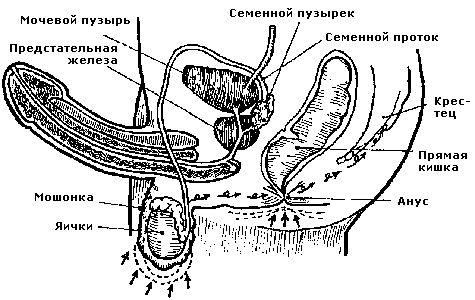 Мочевой пузырь
Предстательная
железа
Семенной пузырек
Семенной проток
Крес-
тец
Прямая
кишка
Анус
Мошонка
Яички